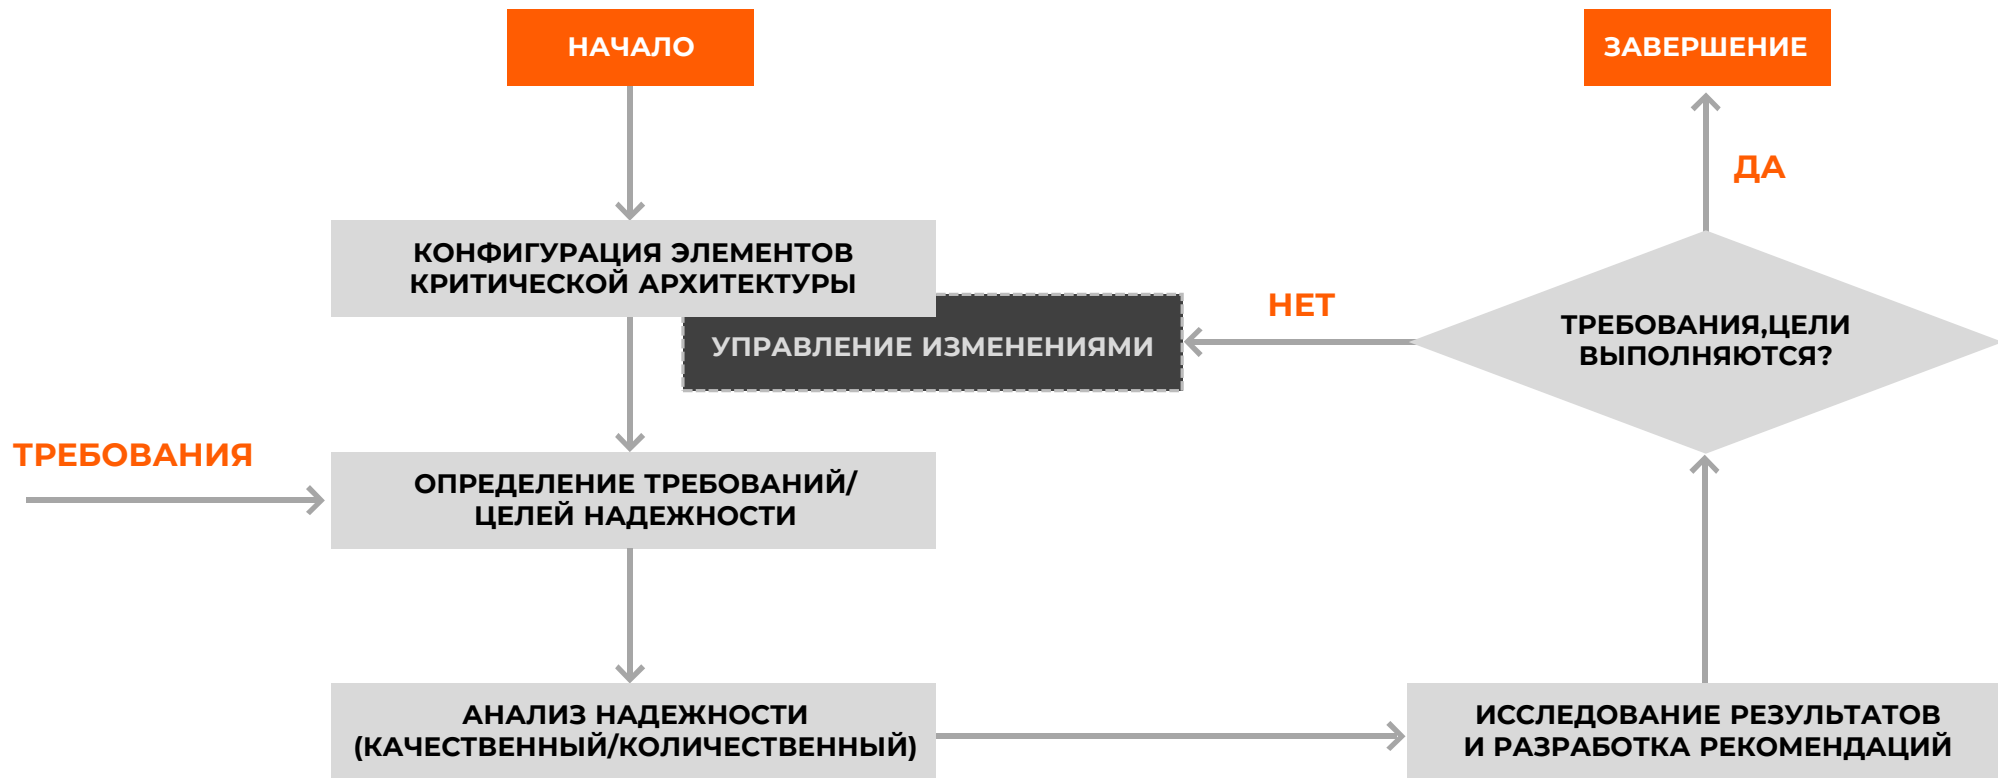 НАЧАЛО
ЗАВЕРШЕНИЕ
ДА
КОНФИГУРАЦИЯ ЭЛЕМЕНТОВ
КРИТИЧЕСКОЙ АРХИТЕКТУРЫ
НЕТ
УПРАВЛЕНИЕ ИЗМЕНЕНИЯМИ
ТРЕБОВАНИЯ,ЦЕЛИ
ВЫПОЛНЯЮТСЯ?
ТРЕБОВАНИЯ
ОПРЕДЕЛЕНИЕ ТРЕБОВАНИЙ/
ЦЕЛЕЙ НАДЕЖНОСТИ
АНАЛИЗ НАДЕЖНОСТИ
(КАЧЕСТВЕННЫЙ/КОЛИЧЕСТВЕННЫЙ)
ИССЛЕДОВАНИЕ РЕЗУЛЬТАТОВ
И РАЗРАБОТКА РЕКОМЕНДАЦИЙ